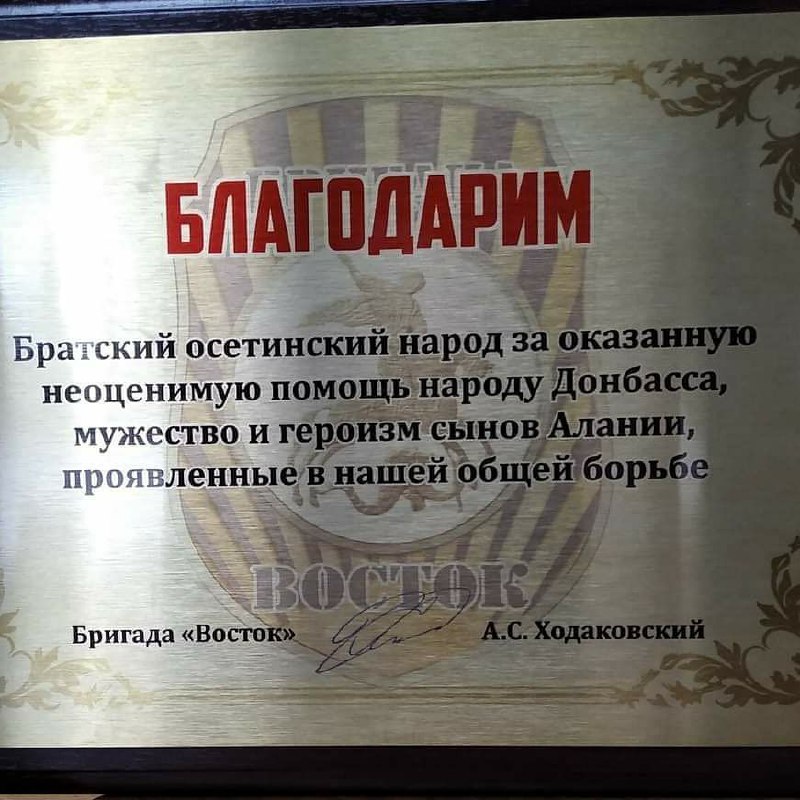 БЛАГОДАРИМ
Братский осетинский народ за оказанную
неоценимую помощь народу Донбасса,
мужество и героизм сынов Алании,
проявленные в нашей общей борьбе
ВОСТОК
Бригада «Восток» А.С. Ходаковский